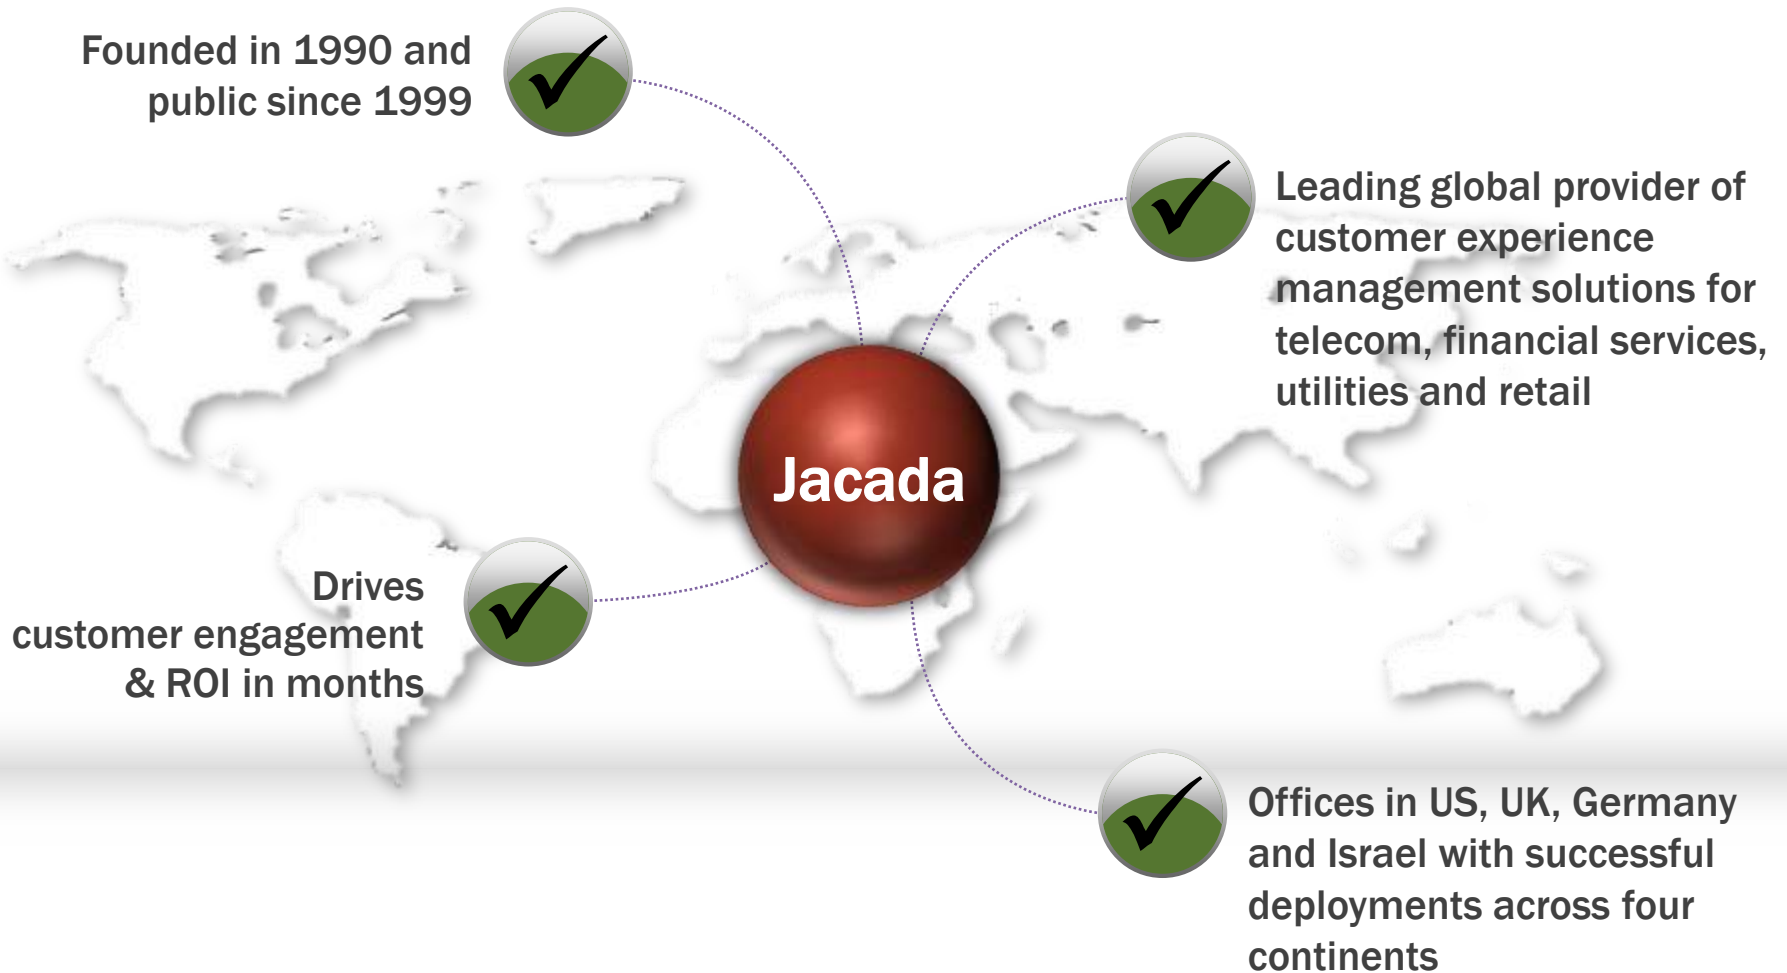 Founded in 1990 and
public since 1999
Leading global provider of
customer experience
management solutions for
telecom, financial services,
utilities and retail
Jacada
Drives
customer engagement
& ROI in months
Offices in US, UK, Germany
and Israel with successful
deployments across four
continents